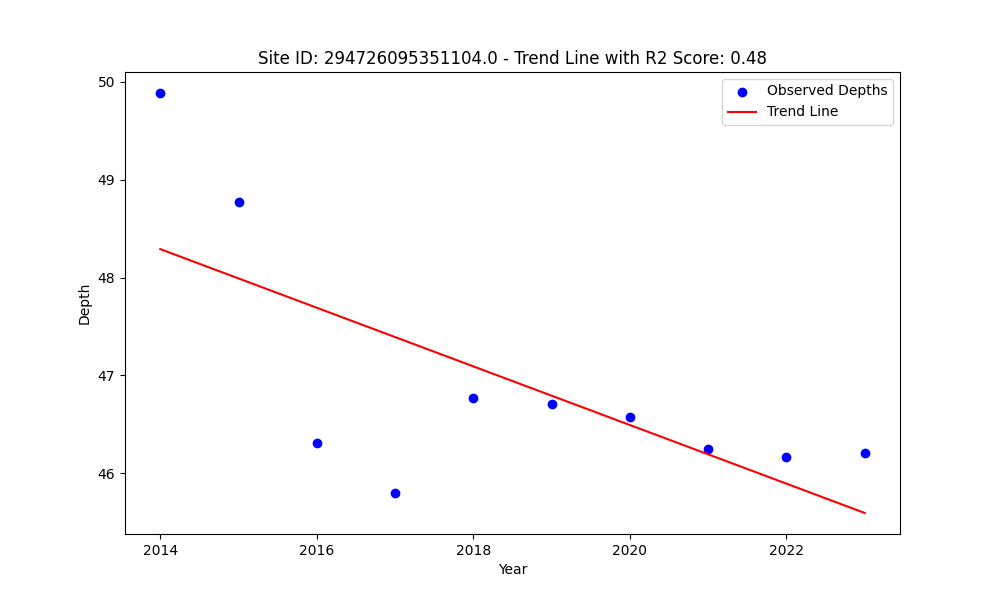 Site ID: 294726095351104.0 - Trend Line with R2 Score: 0.48
Observed Depths
Trend Line
50
49
48
47
46
Depth
2014
2016
2018
2020
2022
Year